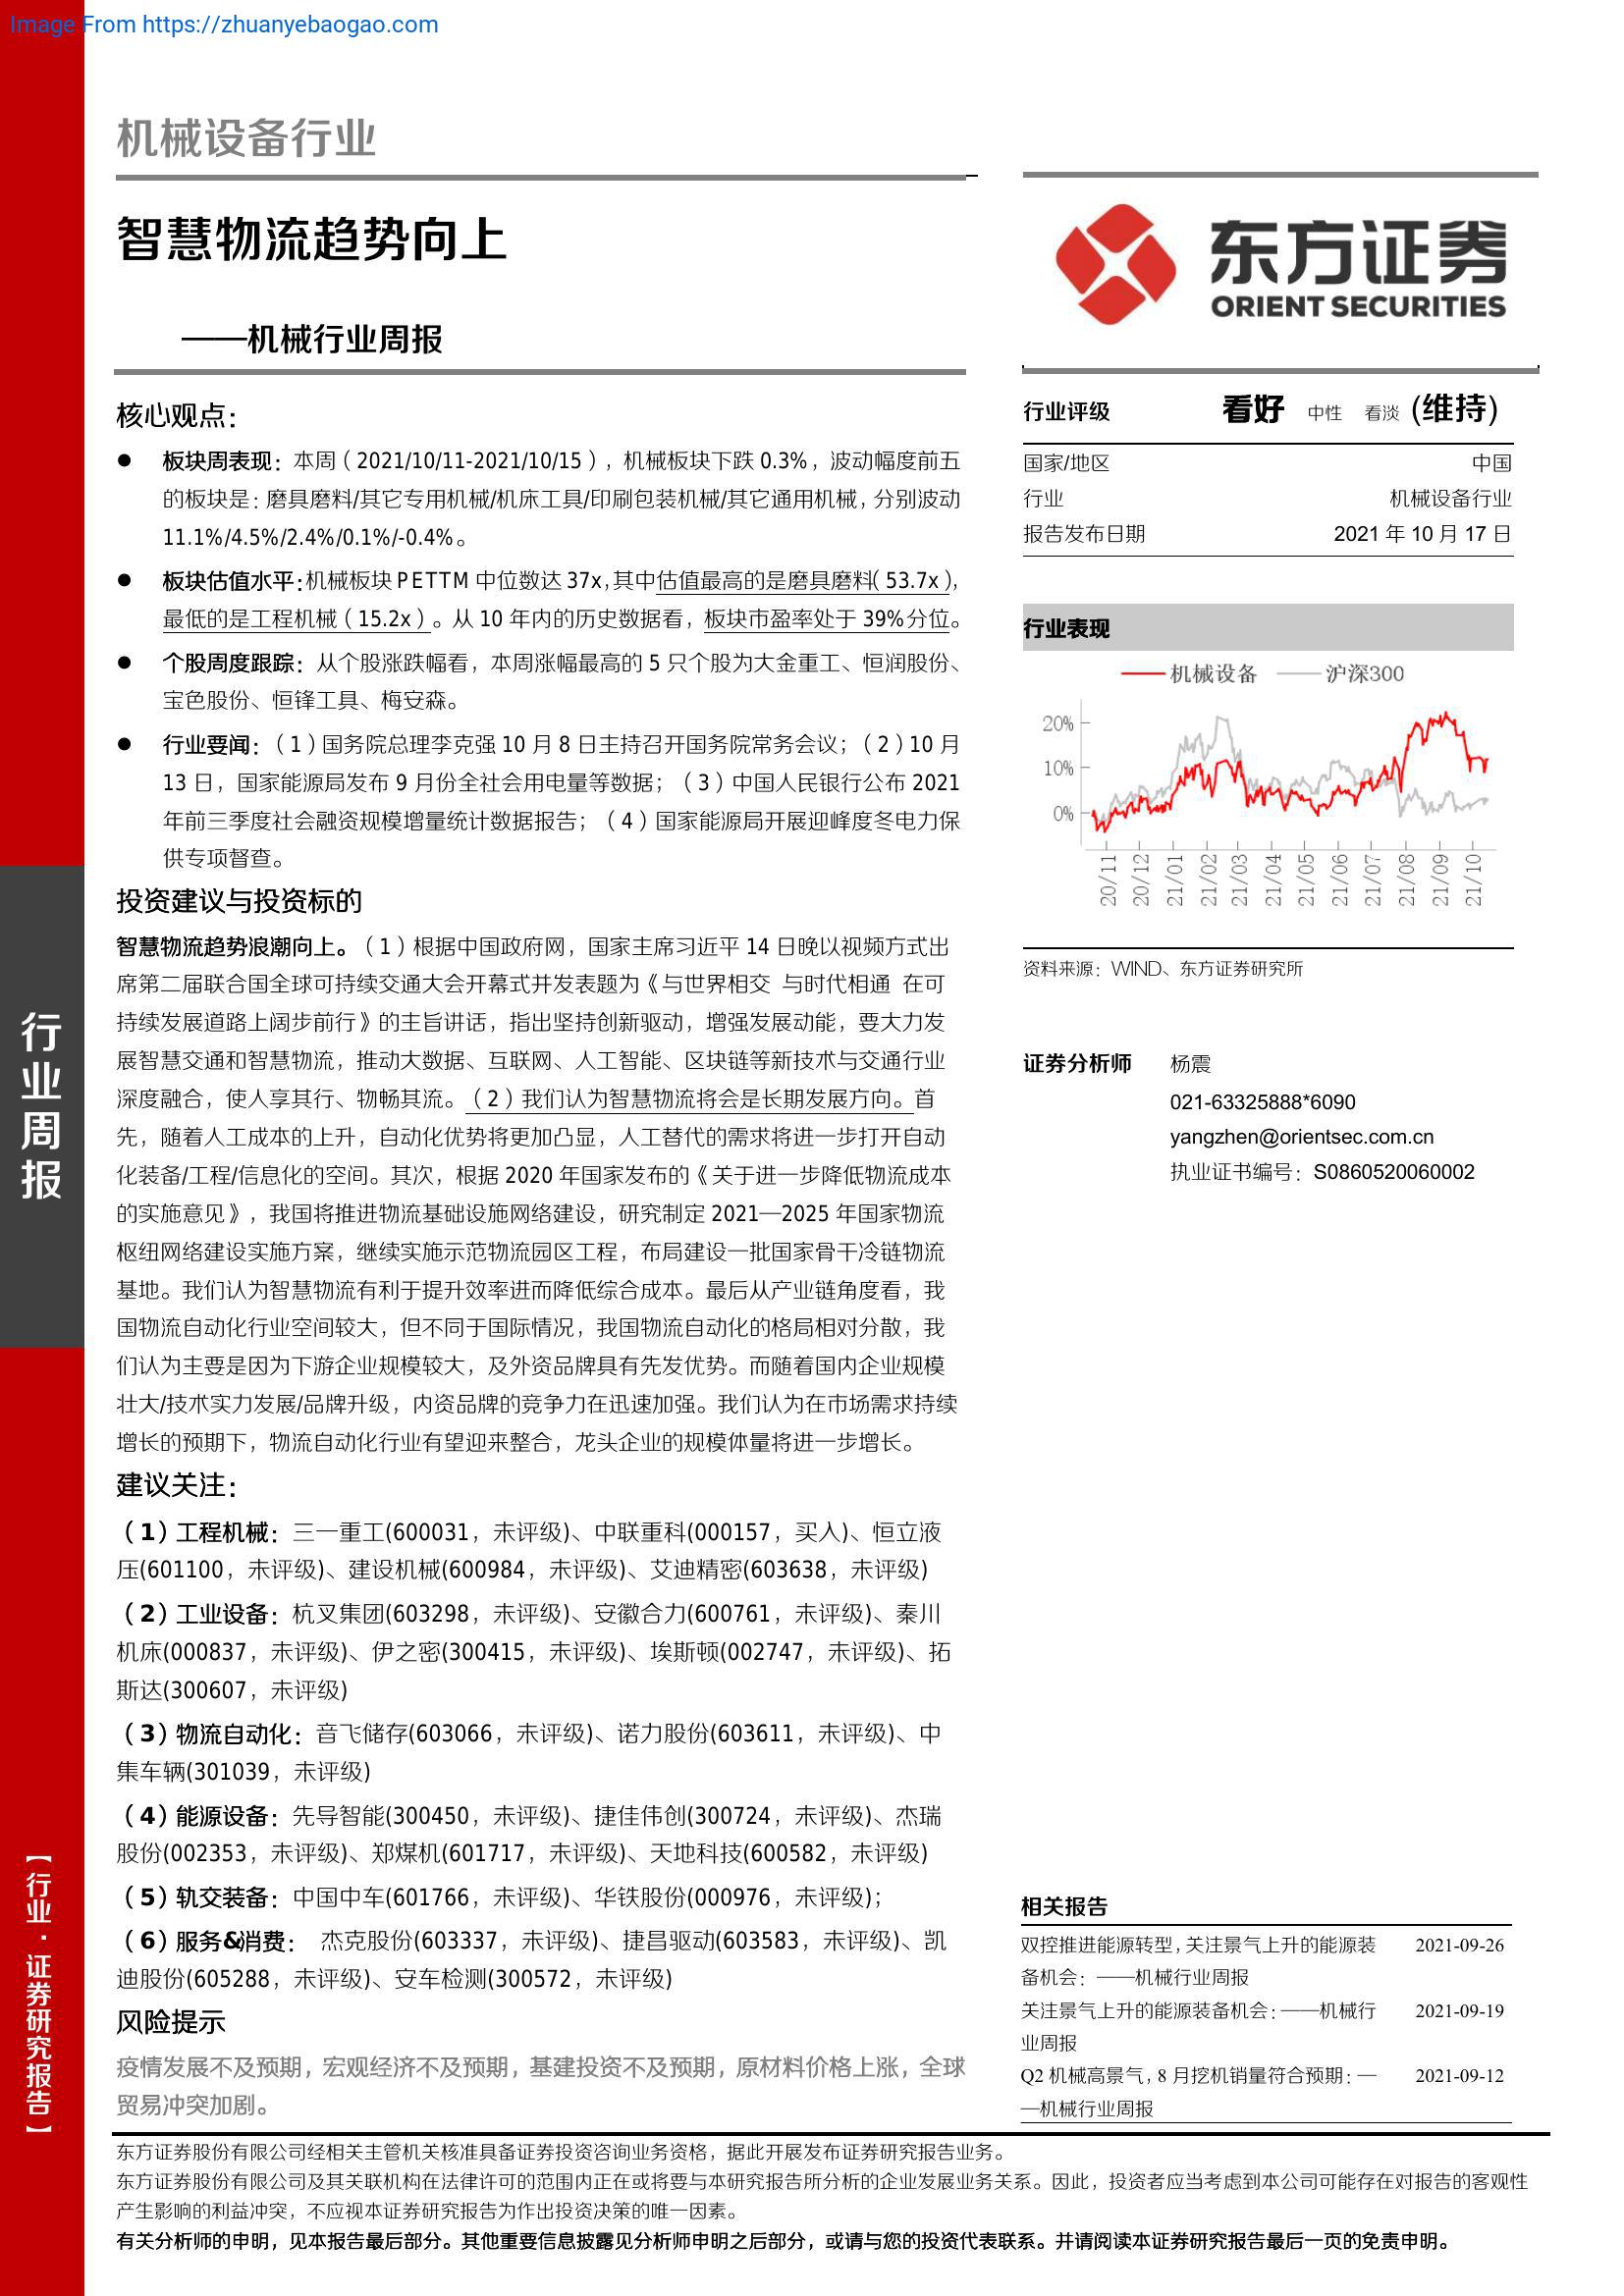 Image From https://zhuanyebaogao.com
机械设备行业
智慧物流趋势向上
——机械行业周报
核心观点：
● 板块周表现：本周（2021/10/11-2021/10/15），机械板块下跌 0.3%，波动幅度前五
的板块是：磨具磨料/其它专用机械/机床工具/印刷包装机械/其它通用机械，分别波动
11.1%/4.5%/2.4%/0.1%/-0.4%。
● 板块估值水平：机械板块 PETTM 中位数达 37x，其中估值最高的是磨具磨料（53.7x），
最低的是工程机械（15.2x）。从 10 年内的历史数据看，板块市盈率处于 39%分位。
● 个股周度跟踪：从个股涨跌幅看，本周涨幅最高的 5 只个股为大金重工、恒润股份、
宝色股份、恒锋工具、梅安森。
● 行业要闻：（1）国务院总理李克强 10 月 8 日主持召开国务院常务会议；（2）10 月
13 日，国家能源局发布 9 月份全社会用电量等数据；（3）中国人民银行公布 2021
年前三季度社会融资规模增量统计数据报告；（4）国家能源局开展迎峰度冬电力保
供专项督查。
投资建议与投资标的
智慧物流趋势浪潮向上。（1）根据中国政府网，国家主席习近平 14 日晚以视频方式出
席第二届联合国全球可持续交通大会开幕式并发表题为《与世界相交 与时代相通 在可
持续发展道路上阔步前行》的主旨讲话，指出坚持创新驱动，增强发展动能，要大力发
展智慧交通和智慧物流，推动大数据、互联网、人工智能、区块链等新技术与交通行业
深度融合，使人享其行、物畅其流。（2）我们认为智慧物流将会是长期发展方向。首
先，随着人工成本的上升，自动化优势将更加凸显，人工替代的需求将进一步打开自动
化装备/工程/信息化的空间。其次，根据 2020 年国家发布的《关于进一步降低物流成本
的实施意见》，我国将推进物流基础设施网络建设，研究制定 2021—2025 年国家物流
枢纽网络建设实施方案，继续实施示范物流园区工程，布局建设一批国家骨干冷链物流
基地。我们认为智慧物流有利于提升效率进而降低综合成本。最后从产业链角度看，我
国物流自动化行业空间较大，但不同于国际情况，我国物流自动化的格局相对分散，我
们认为主要是因为下游企业规模较大，及外资品牌具有先发优势。而随着国内企业规模
壮大/技术实力发展/品牌升级，内资品牌的竞争力在迅速加强。我们认为在市场需求持续
增长的预期下，物流自动化行业有望迎来整合，龙头企业的规模体量将进一步增长。
建议关注：
（1）工程机械：三一重工(600031，未评级)、中联重科(000157，买入)、恒立液
压(601100，未评级)、建设机械(600984，未评级)、艾迪精密(603638，未评级)
（2）工业设备：杭叉集团(603298，未评级)、安徽合力(600761，未评级)、秦川
机床(000837，未评级)、伊之密(300415，未评级)、埃斯顿(002747，未评级)、拓
斯达(300607，未评级)
（3）物流自动化：音飞储存(603066，未评级)、诺力股份(603611，未评级)、中
集车辆(301039，未评级)
（4）能源设备：先导智能(300450，未评级)、捷佳伟创(300724，未评级)、杰瑞
股份(002353，未评级)、郑煤机(601717，未评级)、天地科技(600582，未评级)
（5）轨交装备：中国中车(601766，未评级)、华铁股份(000976，未评级)；
（6）服务&消费： 杰克股份(603337，未评级)、捷昌驱动(603583，未评级)、凯
迪股份(605288，未评级)、安车检测(300572，未评级)
风险提示
疫情发展不及预期，宏观经济不及预期，基建投资不及预期，原材料价格上涨，全球
贸易冲突加剧。
东方证券
ORIENT SECURITIES
行业评级 看好 中性 看淡 (维持)
国家/地区 中国
行业 机械设备行业
报告发布日期 2021 年 10 月 17 日
行业表现
机械设备 沪深300
20%
10%
0%
20/11 20/12 21/01 21/02 21/03 21/04 21/05 21/06 21/07 21/08 21/09 21/10
资料来源：WIND、东方证券研究所
证券分析师 杨震
021-63325888*6090
yangzhen@orientsec.com.cn
执业证书编号：S0860520060002
相关报告
双控推进能源转型，关注景气上升的能源装 2021-09-26
备机会：——机械行业周报
关注景气上升的能源装备机会：——机械行 2021-09-19
业周报
Q2 机械高景气，8 月挖机销量符合预期：— 2021-09-12
—机械行业周报
行业周报
【行业·证券研究报告】
东方证券股份有限公司经相关主管机关核准具备证券投资咨询业务资格，据此开展发布证券研究报告业务。
东方证券股份有限公司及其关联机构在法律许可的范围内正在或将要与本研究报告所分析的企业发展业务关系。因此，投资者应当考虑到本公司可能存在对报告的客观性
产生影响的利益冲突，不应视本证券研究报告为作出投资决策的唯一因素。
有关分析师的申明，见本报告最后部分。其他重要信息披露见分析师申明之后部分，或请与您的投资代表联系。并请阅读本证券研究报告最后一页的免责申明。